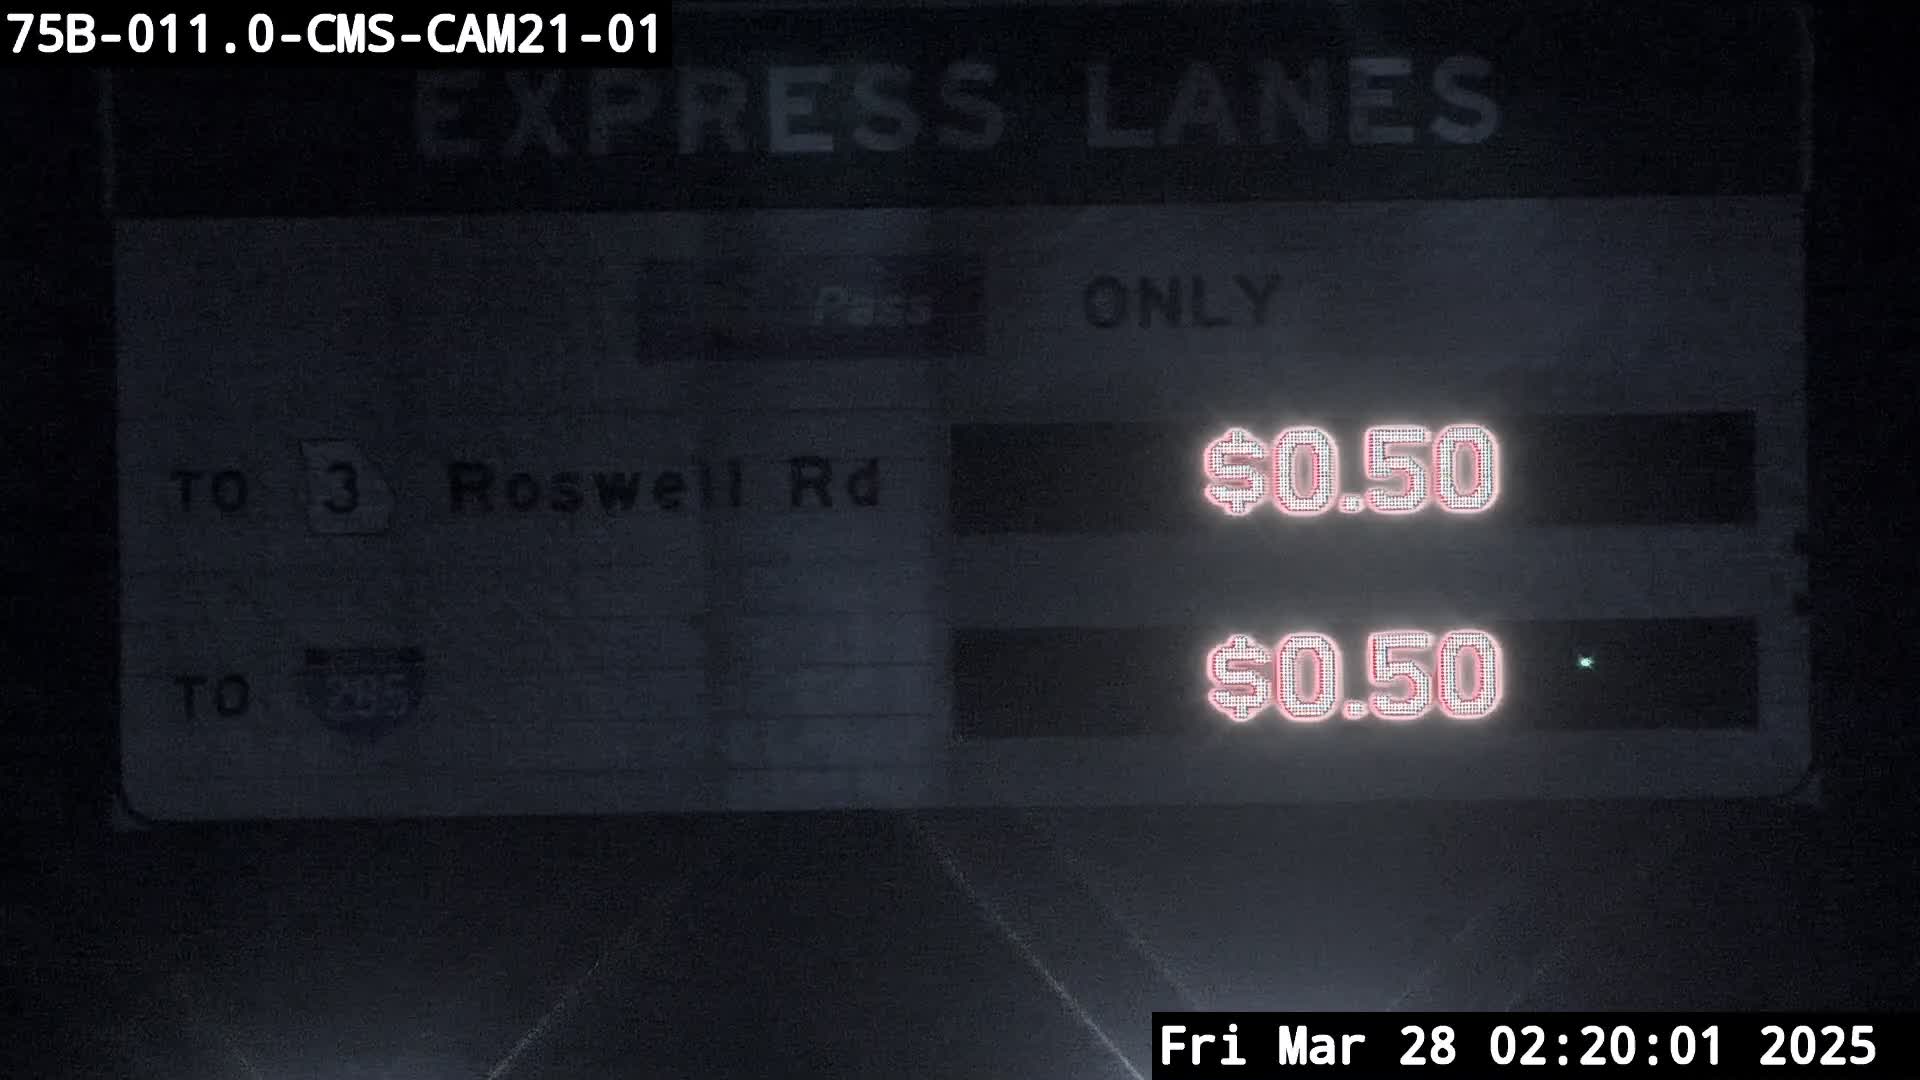 75B-011.0-CMS-CAM21-01
EXPRESS LANES
Pass ONLY
TO 3 Roswell Rd $0.50
TO 285 $0.50
Fri Mar 28 02:20:01 2025